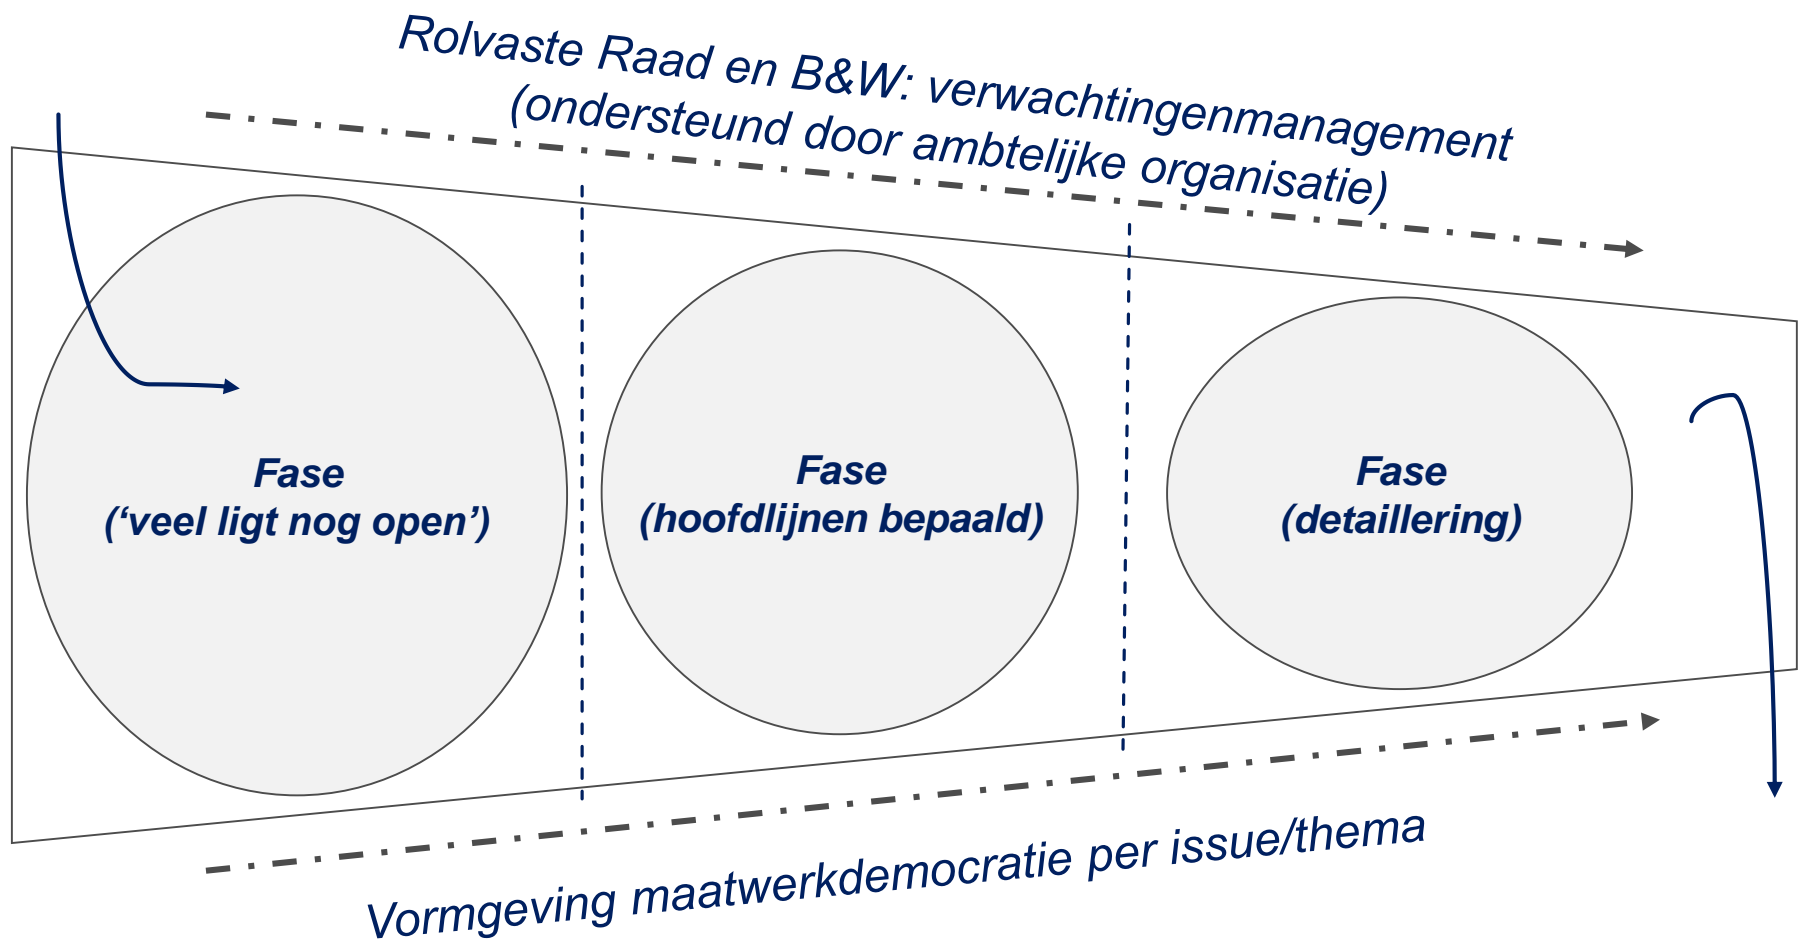 Rolvaste Raad en B&W: verwachtingenmanagement
(ondersteund door ambtelijke organisatie)
Fase
(‘veel ligt nog open’)
Fase
(hoofdlijnen bepaald)
Fase
(detaillering)
Vormgeving maatwerkdemocratie per issue/thema